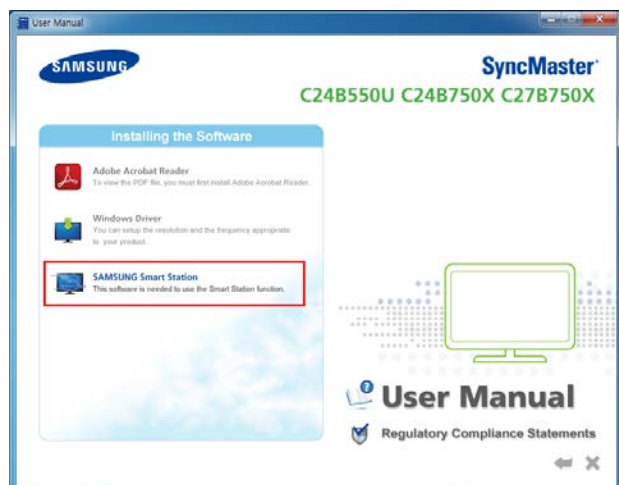 User Manual
SAMSUNG
SyncMaster
C24B550U C24B750X C27B750X
Installing the Software
Adobe Acrobat Reader
To view the PDF file, you must first install Adobe Acrobat Reader.
Windows Driver
You can setup the resolution and the frequency appropriate
to your product.
SAMSUNG Smart Station
This software is needed to use the Smart Station function.
User Manual
Regulatory Compliance Statements